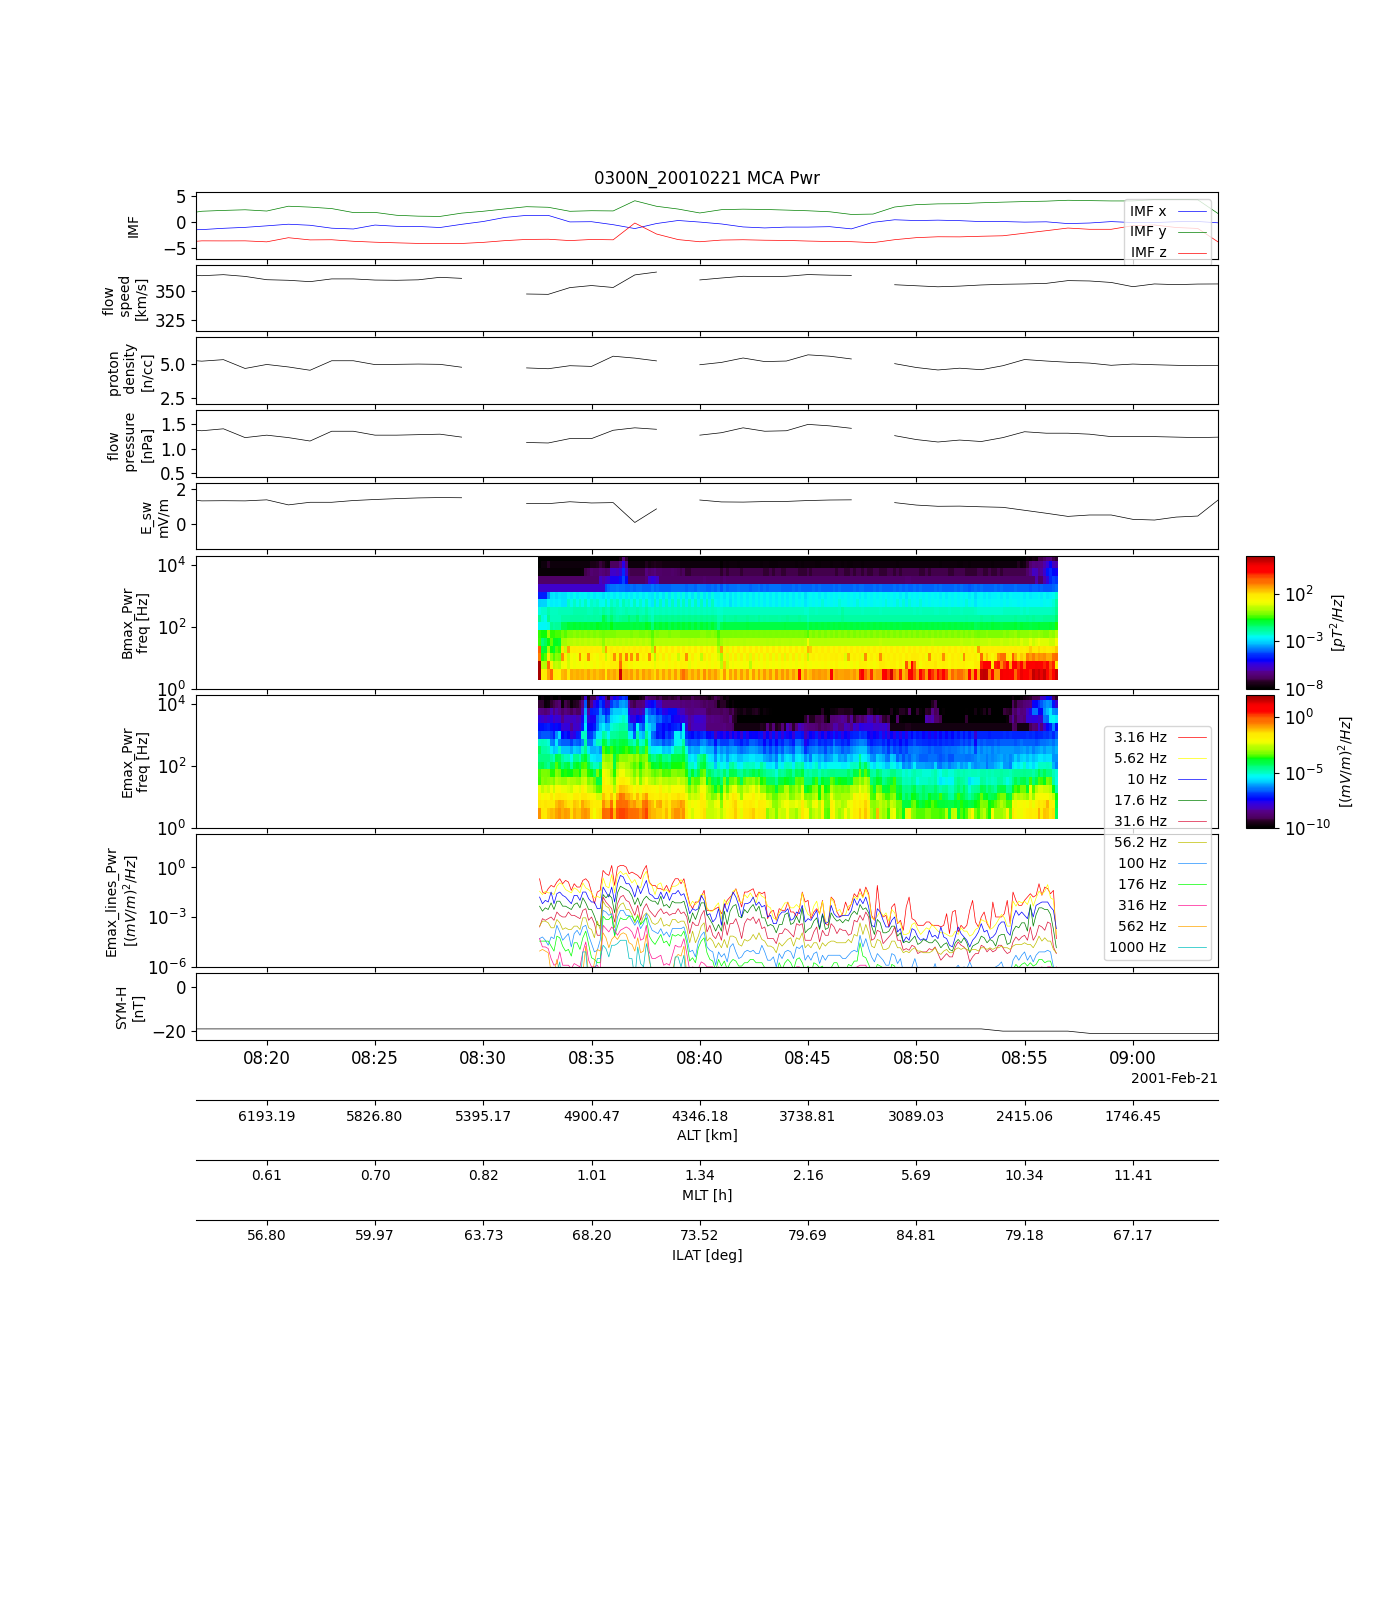 0300N_20010221 MCA Pwr
IMF
5
0
−5
IMF x
IMF y
IMF z
flow
speed
[km/s]
350
325
proton
density
[n/cc]
5.0
2.5
flow
pressure
[nPa]
1.5
1.0
0.5
E_sw
mV/m
2
0
Bmax_Pwr
freq [Hz]
10^4
10^2
10^0
10^2
10^−3
10^−8
[pT^2/Hz]
Emax_Pwr
freq [Hz]
10^4
10^2
10^0
10^0
10^−5
10^−10
[(mV/m)^2/Hz]
3.16 Hz
5.62 Hz
10 Hz
17.6 Hz
31.6 Hz
56.2 Hz
100 Hz
176 Hz
316 Hz
562 Hz
1000 Hz
Emax_lines_Pwr
[(mV/m)^2/Hz]
10^0
10^−3
10^−6
SYM-H
[nT]
0
−20
08:20 08:25 08:30 08:35 08:40 08:45 08:50 08:55 09:00
2001-Feb-21
6193.19 5826.80 5395.17 4900.47 4346.18 3738.81 3089.03 2415.06 1746.45
ALT [km]
0.61 0.70 0.82 1.01 1.34 2.16 5.69 10.34 11.41
MLT [h]
56.80 59.97 63.73 68.20 73.52 79.69 84.81 79.18 67.17
ILAT [deg]